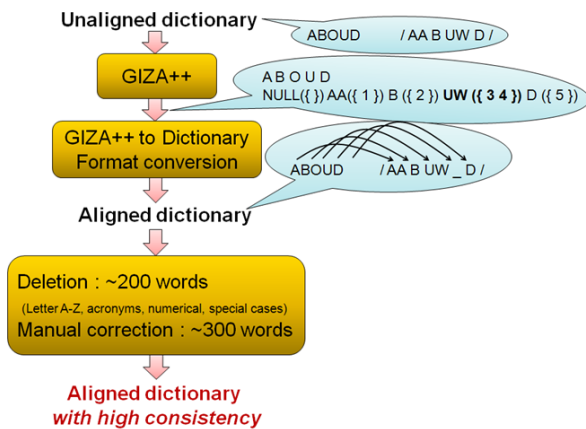 Unaligned dictionary
ABOUD / AA B UW D /
GIZA++
A B O U D
NULL({ }) AA({ 1 }) B ({ 2 }) UW ({ 3 4 }) D ({ 5 })
GIZA++ to Dictionary
Format conversion
ABOUD / AA B UW _ D /
Aligned dictionary
Deletion : ~200 words
(Letter A-Z, acronyms, numerical, special cases)
Manual correction : ~300 words
Aligned dictionary
with high consistency